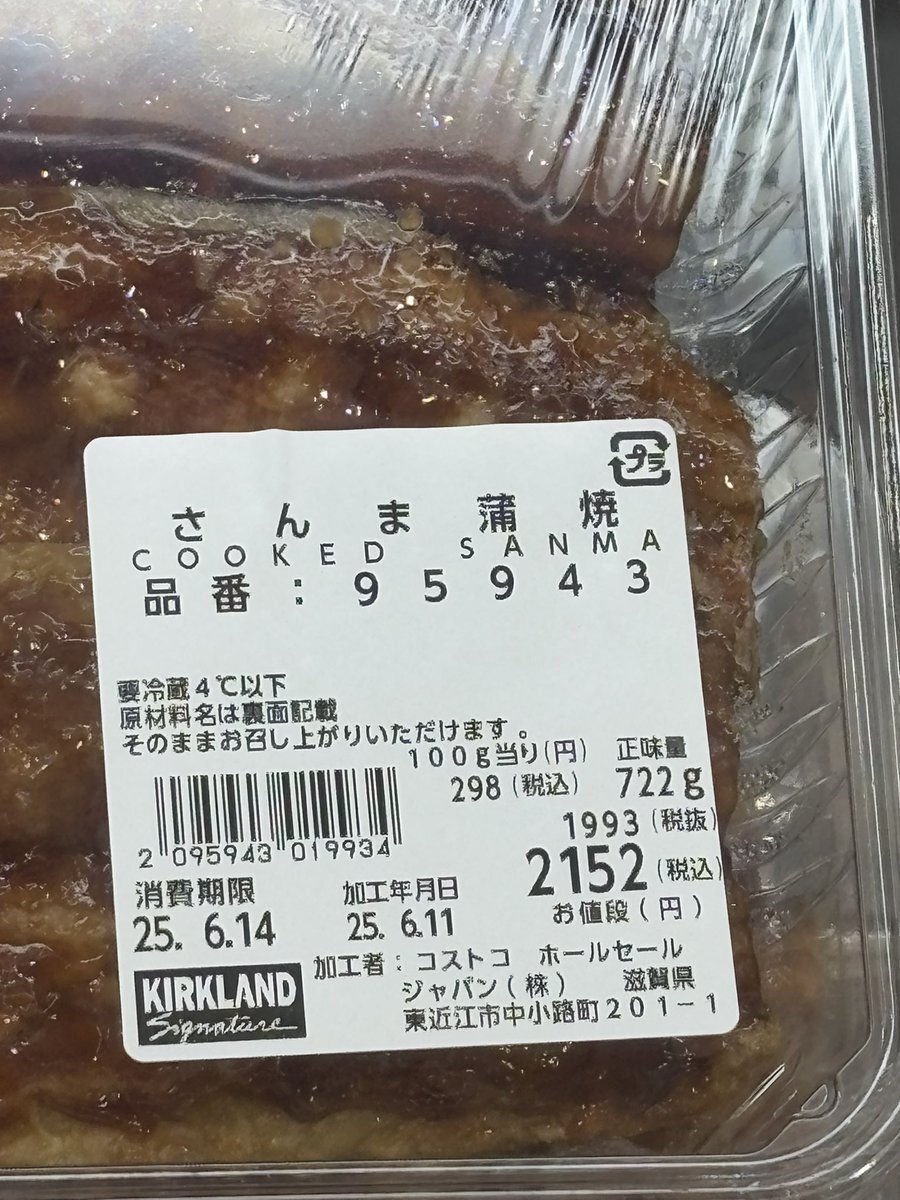 プラ
さんま蒲焼
COOKED SANMA
品番:95943
要冷蔵4℃以下
原材料名は裏面記載
そのままお召し上がりいただけます。
100g当り(円) 正味量
298(税込) 722g
1993(税抜)
2152(税込)
お値段(円)
2 095943 019934
消費期限 加工年月日
25. 6.14 25. 6.11
加工者:コストコ ホールセール
ジャパン(株) 滋賀県
東近江市中小路町201-1
KIRKLAND
Signature